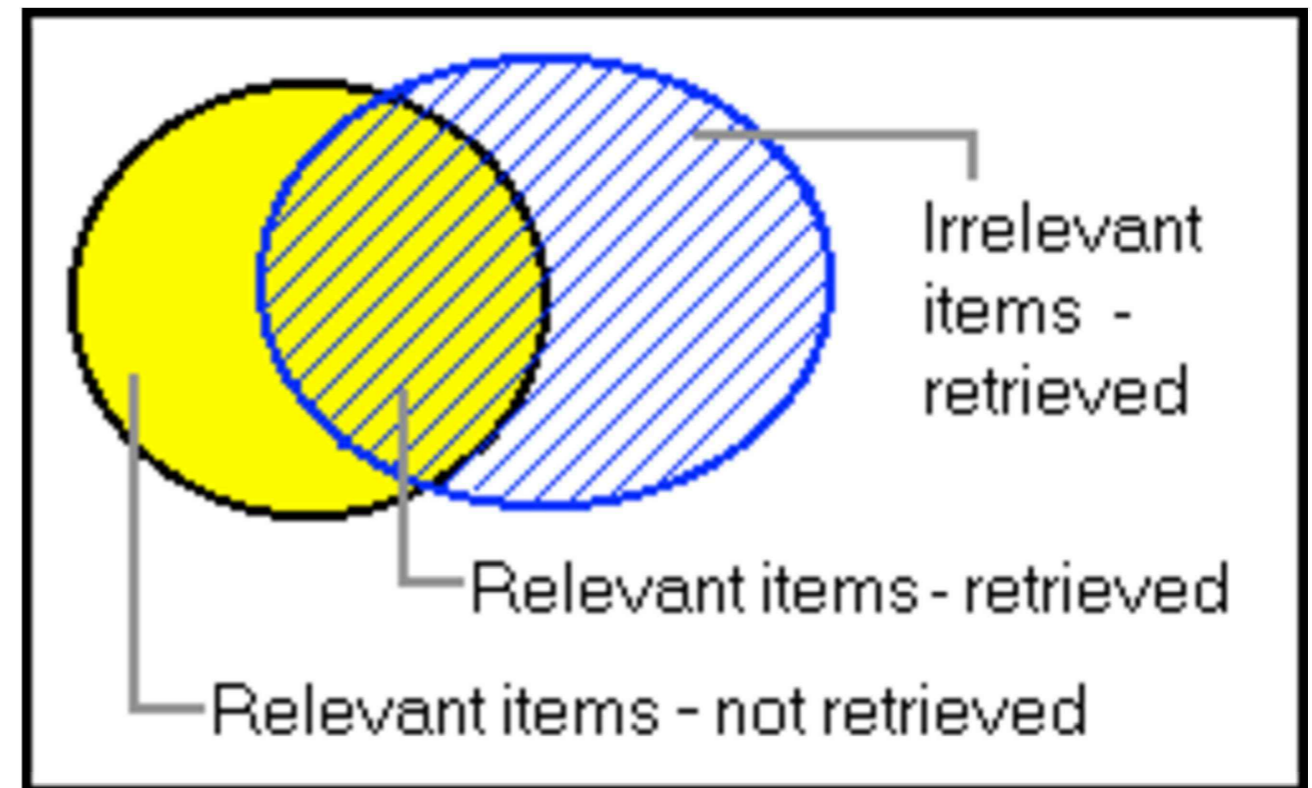 Irrelevant
items -
retrieved
Relevant items - retrieved
Relevant items - not retrieved